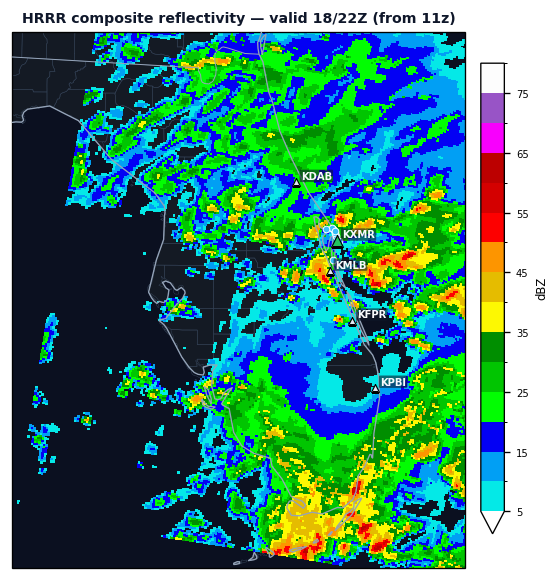 HRRR composite reflectivity — valid 18/22Z (from 11z)
75
65
KDAB
55
KXMR
45
KMLB
dBZ
KFPR
35
KPBI
25
15
5